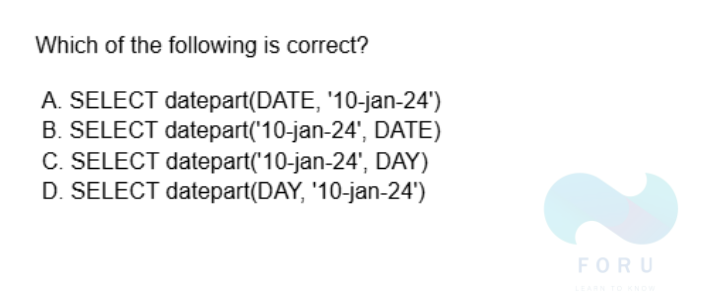 Which of the following is correct?
A. SELECT datepart(DATE, '10-jan-24')
B. SELECT datepart('10-jan-24', DATE)
C. SELECT datepart('10-jan-24', DAY)
D. SELECT datepart(DAY, '10-jan-24')
FORU